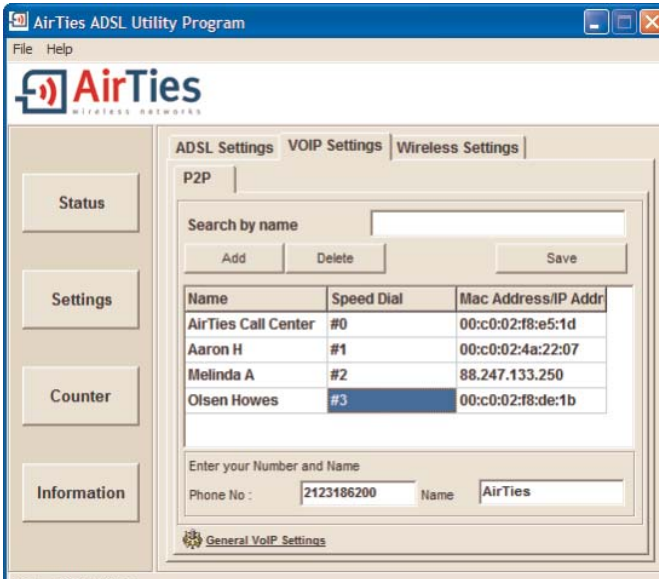 AirTies ADSL Utility Program
File Help
AirTies
wireless networks
ADSL Settings VOIP Settings Wireless Settings
P2P
Status
Settings
Counter
Information
Search by name
Add Delete Save
Name Speed Dial Mac Address/IP Addr
AirTies Call Center #0 00:c0:02:f8:e5:1d
Aaron H #1 00:c0:02:4a:22:07
Melinda A #2 88.247.133.250
Olsen Howes #3 00:c0:02:f8:de:1b
Enter your Number and Name
Phone No : 2123186200 Name AirTies
General VoIP Settings